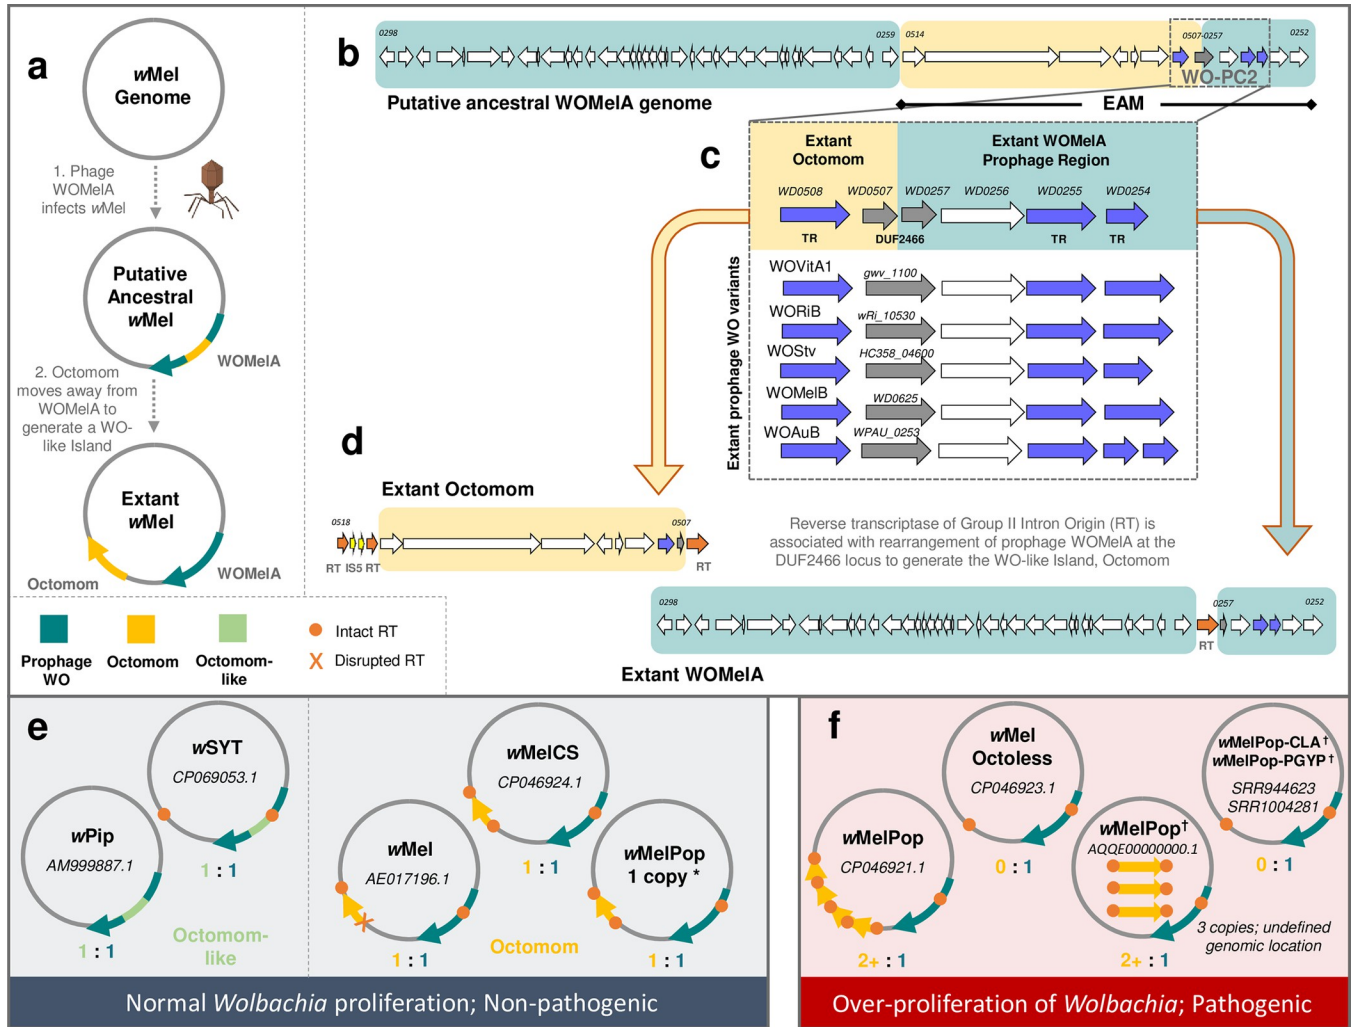 a
wMel
Genome
1. Phage
WOMelA
infects wMel
Putative
Ancestral
wMel
WOMelA
2. Octomom
moves away from
WOMelA to
generate a WO-
like Island
Extant
wMel
WOMelA
Octomom
Prophage
WO
Octomom
Octomom-
like
Intact RT
Disrupted RT
b
0298
0259
0514
0507-0257
0252
WO-PC2
Putative ancestral WOMelA genome
EAM
c
Extant
Octomom
Extant WOMelA
Prophage Region
WD0508
WD0507
WD0257
WD0256
WD0255
WD0254
TR
DUF2466
TR
TR
Extant prophage WO variants
WOVitA1
gwv_1100
WORiB
wRi_10530
WOStv
HC358_04600
WOMelB
WD0625
WOAuB
WPAU_0253
d
Extant Octomom
0518
0507
RT IS5 RT
RT
Reverse transcriptase of Group II Intron Origin (RT) is
associated with rearrangement of prophage WOMelA at the
DUF2466 locus to generate the WO-like Island, Octomom
0298
0257
0252
RT
Extant WOMelA
e
wSYT
CP069053.1
1 : 1
wPip
AM999887.1
1 : 1
Octomom-
like
wMelCS
CP046924.1
1 : 1
wMel
AE017196.1
1 : 1
wMelPop
1 copy *
1 : 1
Octomom
Normal Wolbachia proliferation; Non-pathogenic
f
wMel
Octoless
CP046923.1
0 : 1
wMelPop-CLA†
wMelPop-PGYP†
SRR944623
SRR1004281
0 : 1
wMelPop
CP046921.1
2+ : 1
wMelPop†
AQQE00000000.1
2+ : 1
3 copies; undefined
genomic location
Over-proliferation of Wolbachia; Pathogenic